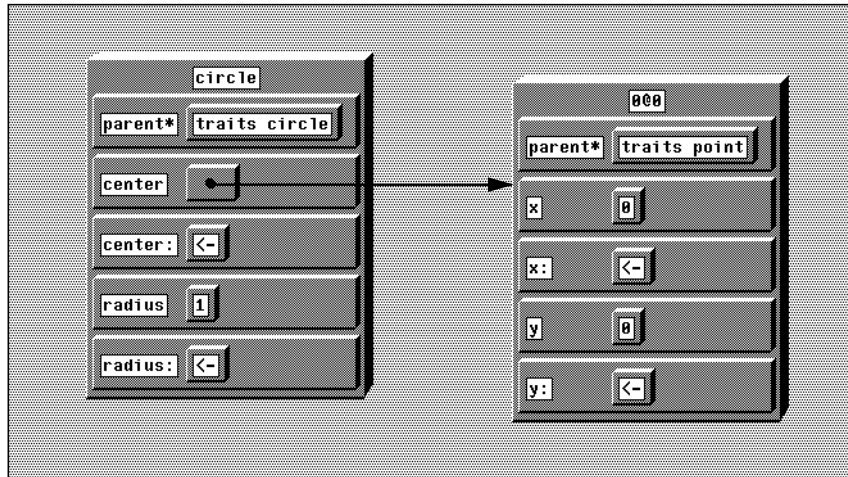 circle
parent* traits circle
center
center: <-
radius 1
radius: <-
0@0
parent* traits point
x 0
x: <-
y 0
y: <-